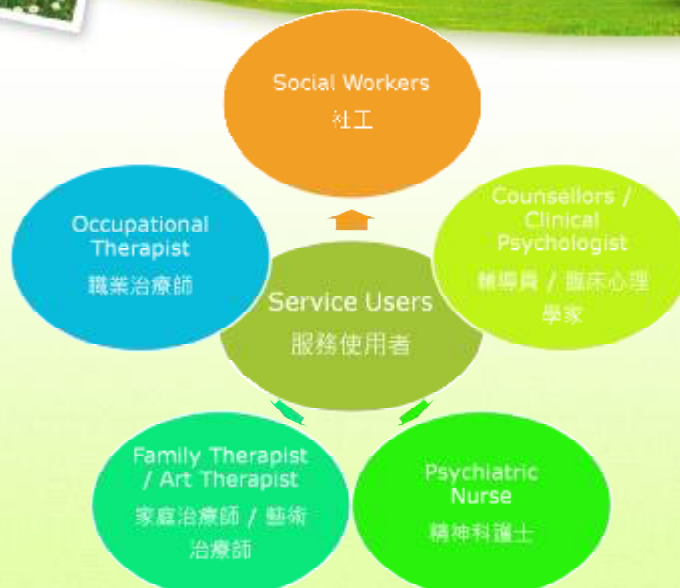 Social Workers
社工
Occupational
Therapist
職業治療師
Counsellors /
Clinical
Psychologist
輔導員 / 臨床心理
學家
Service Users
服務使用者
Family Therapist
/ Art Therapist
家庭治療師 / 藝術
治療師
Psychiatric
Nurse
精神科護士